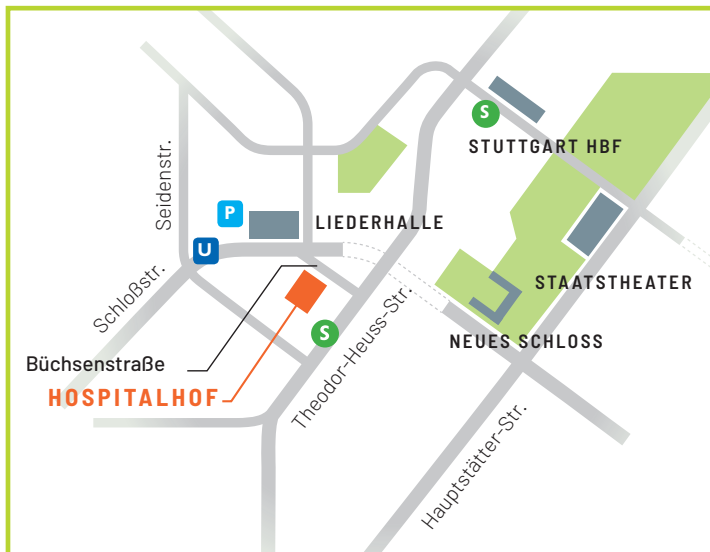 S
STUTTGART HBF
Seidenstr.
P
LIEDERHALLE
U
Schloßstr.
STAATSTHEATER
S
Theodor-Heuss-Str.
NEUES SCHLOSS
Büchsenstraße
HOSPITALHOF
Hauptstätter-Str.